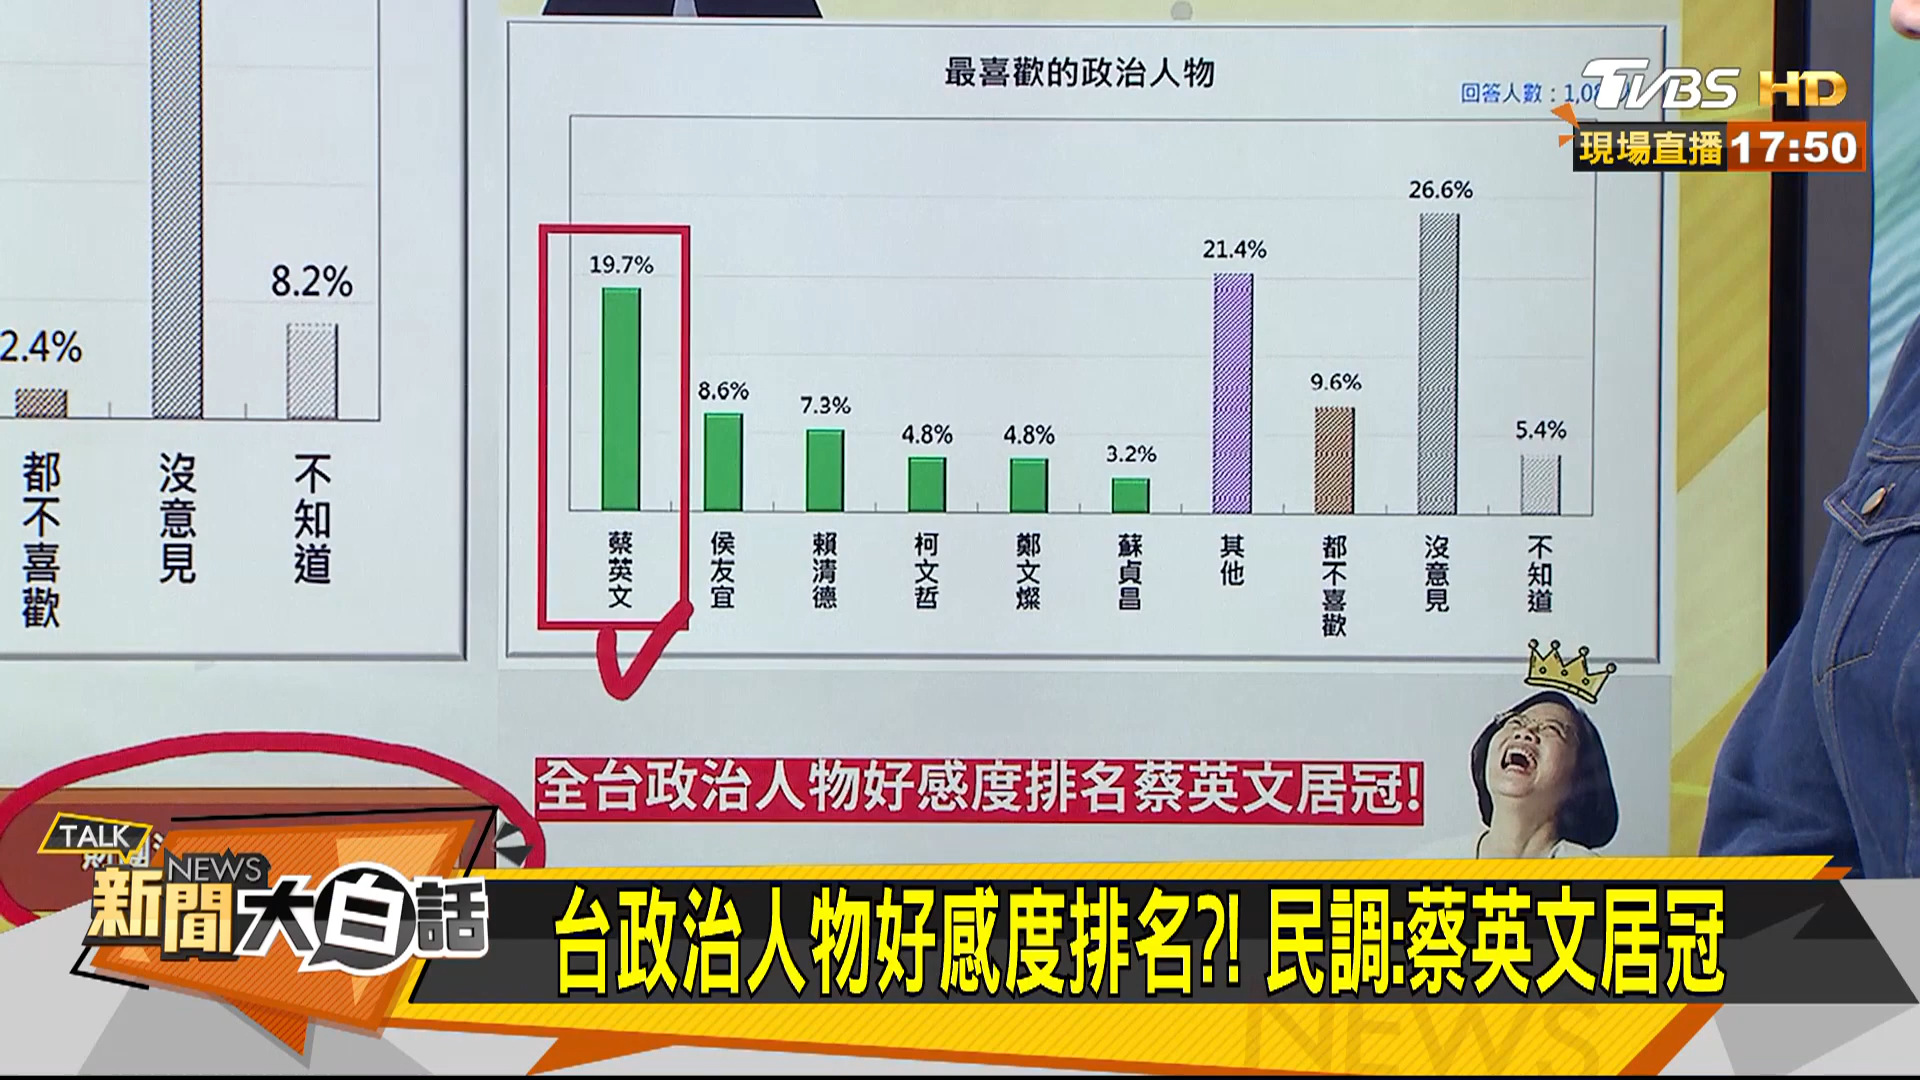 最喜歡的政治人物
回答人數：1,08
TVBS HD
現場直播 17:50
2.4%
8.2%
都不喜歡
沒意見
不知道
19.7%
8.6%
7.3%
4.8%
4.8%
3.2%
21.4%
9.6%
26.6%
5.4%
蔡英文
侯友宜
賴清德
柯文哲
鄭文燦
蘇貞昌
其他
都不喜歡
沒意見
不知道
全台政治人物好感度排名蔡英文居冠!
TALK
NEWS
新聞大白話
台政治人物好感度排名?! 民調:蔡英文居冠
NEWS